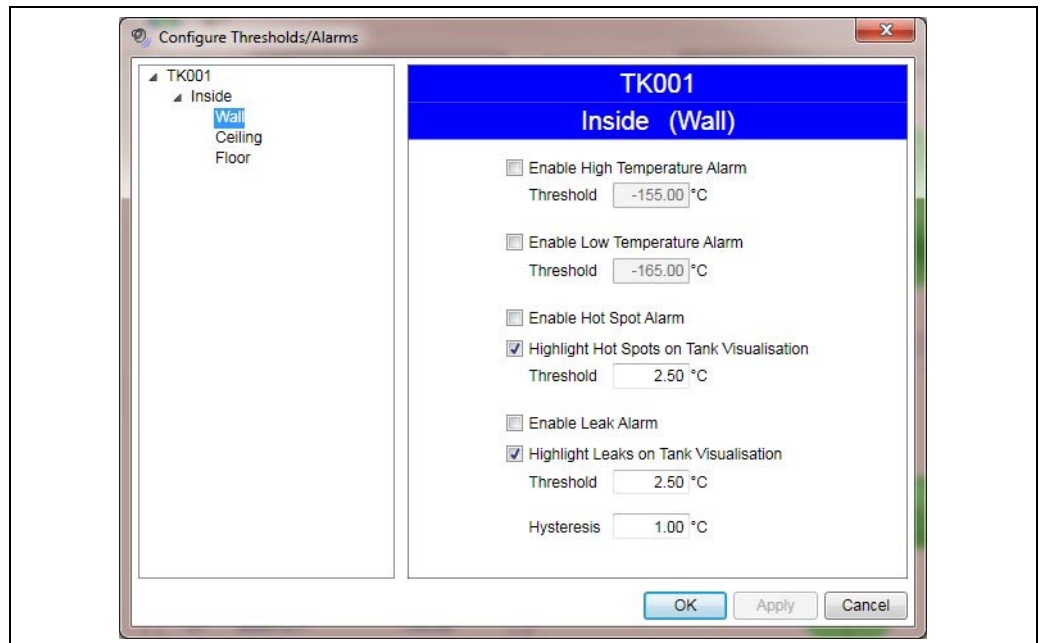 Configure Thresholds/Alarms
TK001
Inside
Wall
Ceiling
Floor
TK001
Inside (Wall)
Enable High Temperature Alarm
Threshold -155.00 °C
Enable Low Temperature Alarm
Threshold -165.00 °C
Enable Hot Spot Alarm
Highlight Hot Spots on Tank Visualisation
Threshold 2.50 °C
Enable Leak Alarm
Highlight Leaks on Tank Visualisation
Threshold 2.50 °C
Hysteresis 1.00 °C
OK Apply Cancel